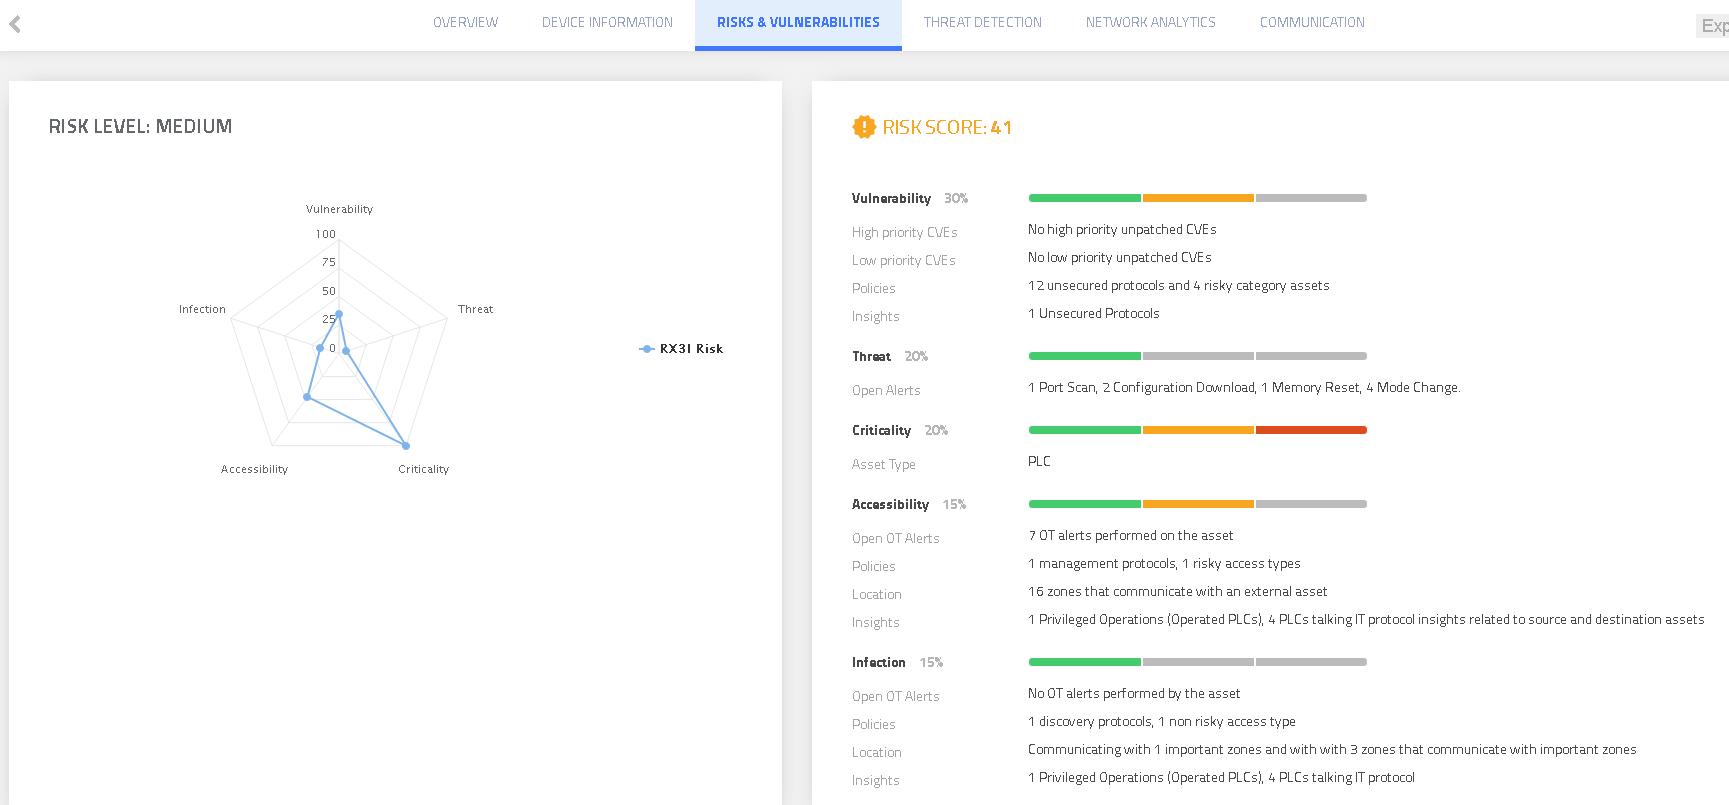 OVERVIEW
DEVICE INFORMATION
RISKS & VULNERABILITIES
THREAT DETECTION
NETWORK ANALYTICS
COMMUNICATION
Exp
RISK LEVEL: MEDIUM
Vulnerability
100
75
50
25
0
Infection
Threat
Accessibility
Criticality
RX3I Risk
RISK SCORE: 41
Vulnerability 30%
High priority CVEs No high priority unpatched CVEs
Low priority CVEs No low priority unpatched CVEs
Policies 12 unsecured protocols and 4 risky category assets
Insights 1 Unsecured Protocols
Threat 20%
Open Alerts 1 Port Scan, 2 Configuration Download, 1 Memory Reset, 4 Mode Change.
Criticality 20%
Asset Type PLC
Accessibility 15%
Open OT Alerts 7 OT alerts performed on the asset
Policies 1 management protocols, 1 risky access types
Location 16 zones that communicate with an external asset
Insights 1 Privileged Operations (Operated PLCs), 4 PLCs talking IT protocol insights related to source and destination assets
Infection 15%
Open OT Alerts No OT alerts performed by the asset
Policies 1 discovery protocols, 1 non risky access type
Location Communicating with 1 important zones and with with 3 zones that communicate with important zones
Insights 1 Privileged Operations (Operated PLCs), 4 PLCs talking IT protocol